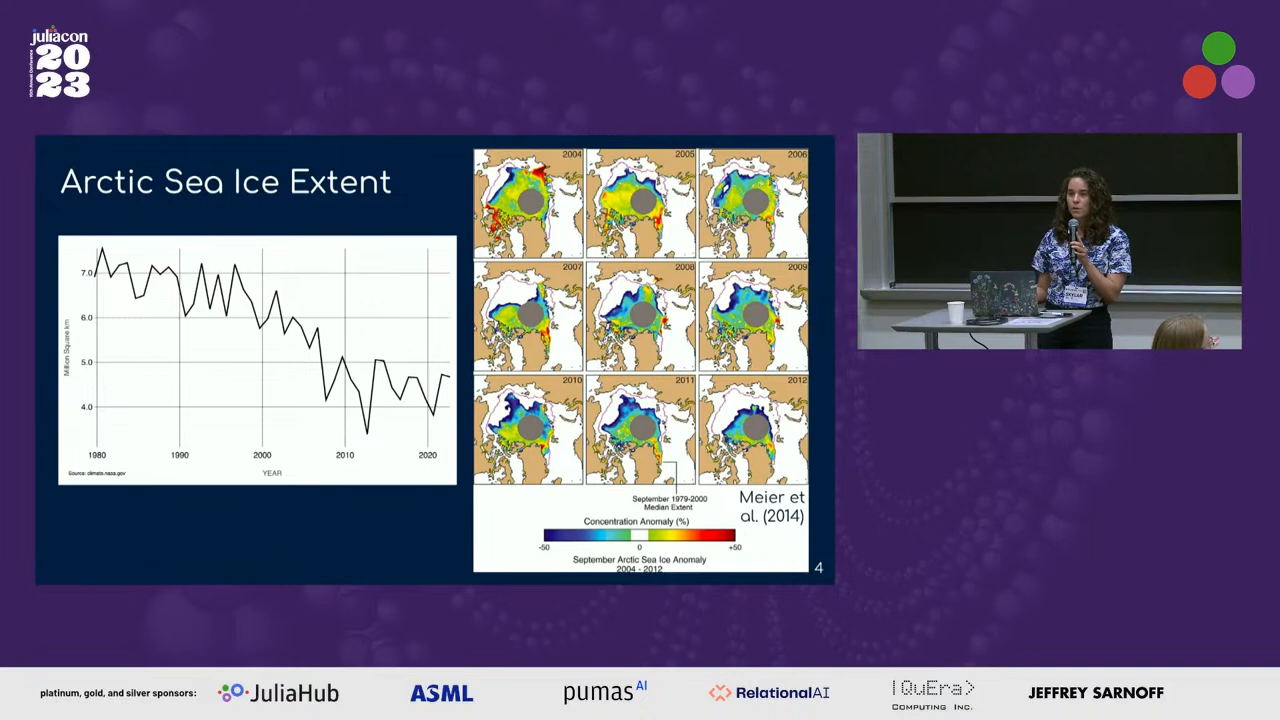 juliacon
20
23
Arctic Sea Ice Extent
7.0
6.0
5.0
4.0
Million Square km
1980
1990
2000
2010
2020
YEAR
Source: climate.nasa.gov
2004
2005
2006
2007
2008
2009
2010
2011
2012
September 1979-2000
Median Extent
Meier et
al. (2014)
Concentration Anomaly (%)
-50
0
+50
September Arctic Sea Ice Anomaly
2004 - 2012
4
SKYLAR
platinum, gold, and silver sponsors:
JuliaHub
ASML
pumas AI
RelationalAI
|QuEra>
COMPUTING INC.
JEFFREY SARNOFF